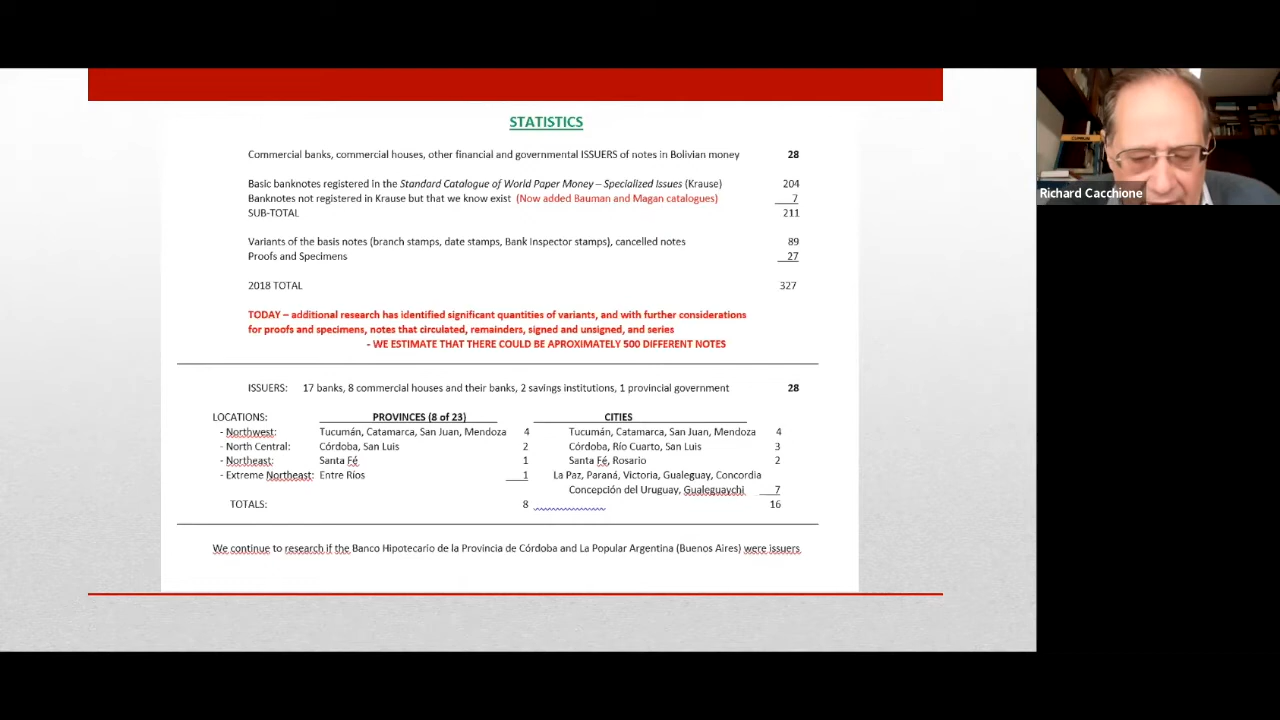 STATISTICS
Commercial banks, commercial houses, other financial and governmental ISSUERS of notes in Bolivian money 28
Basic banknotes registered in the Standard Catalogue of World Paper Money – Specialized Issues (Krause) 204
Banknotes not registered in Krause but that we know exist (Now added Bauman and Magan catalogues) 7
SUB-TOTAL 211
Variants of the basis notes (branch stamps, date stamps, Bank Inspector stamps), cancelled notes 89
Proofs and Specimens 27
2018 TOTAL 327
TODAY – additional research has identified significant quantities of variants, and with further considerations
for proofs and specimens, notes that circulated, remainders, signed and unsigned, and series
- WE ESTIMATE THAT THERE COULD BE APROXIMATELY 500 DIFFERENT NOTES
ISSUERS: 17 banks, 8 commercial houses and their banks, 2 savings institutions, 1 provincial government 28
LOCATIONS: PROVINCES (8 of 23) CITIES
- Northwest: Tucumán, Catamarca, San Juan, Mendoza 4 Tucumán, Catamarca, San Juan, Mendoza 4
- North Central: Córdoba, San Luis 2 Córdoba, Río Cuarto, San Luis 3
- Northeast: Santa Fé 1 Santa Fé, Rosario 2
- Extreme Northeast: Entre Ríos 1 La Paz, Paraná, Victoria, Gualeguay, Concordia
Concepción del Uruguay, Gualeguaychi 7
TOTALS: 8 16
We continue to research if the Banco Hipotecario de la Provincia de Córdoba and La Popular Argentina (Buenos Aires) were issuers
Richard Cacchione